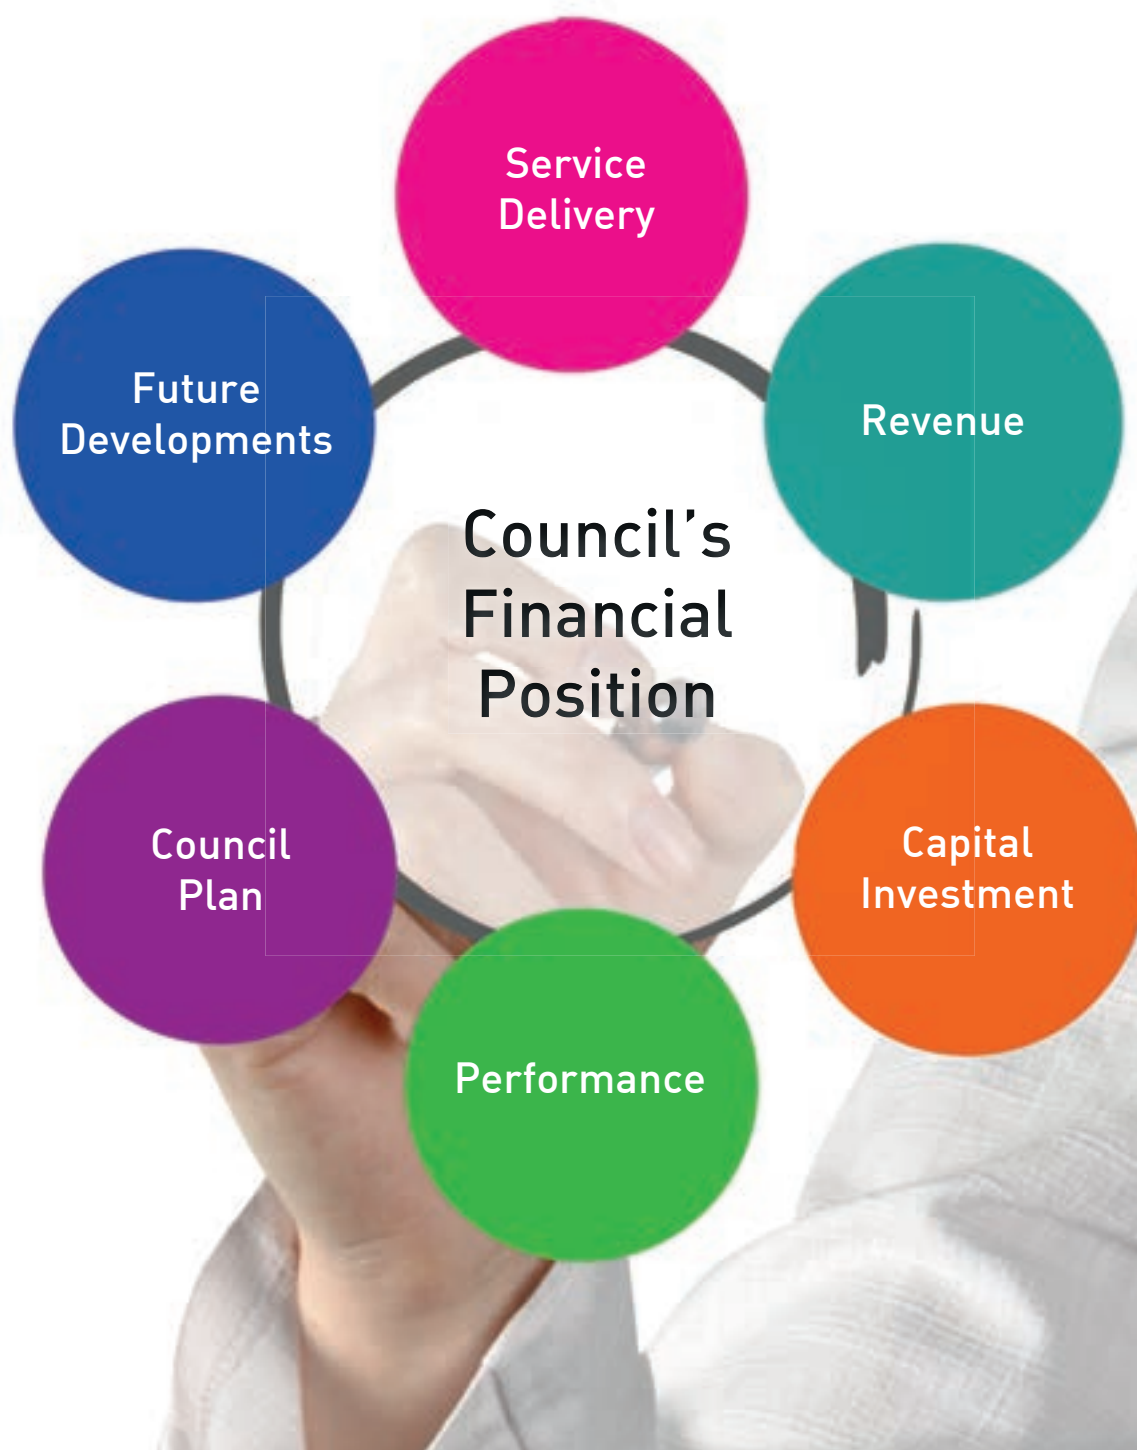 Service
Delivery
Future
Developments
Revenue
Council’s
Financial
Position
Council
Plan
Capital
Investment
Performance